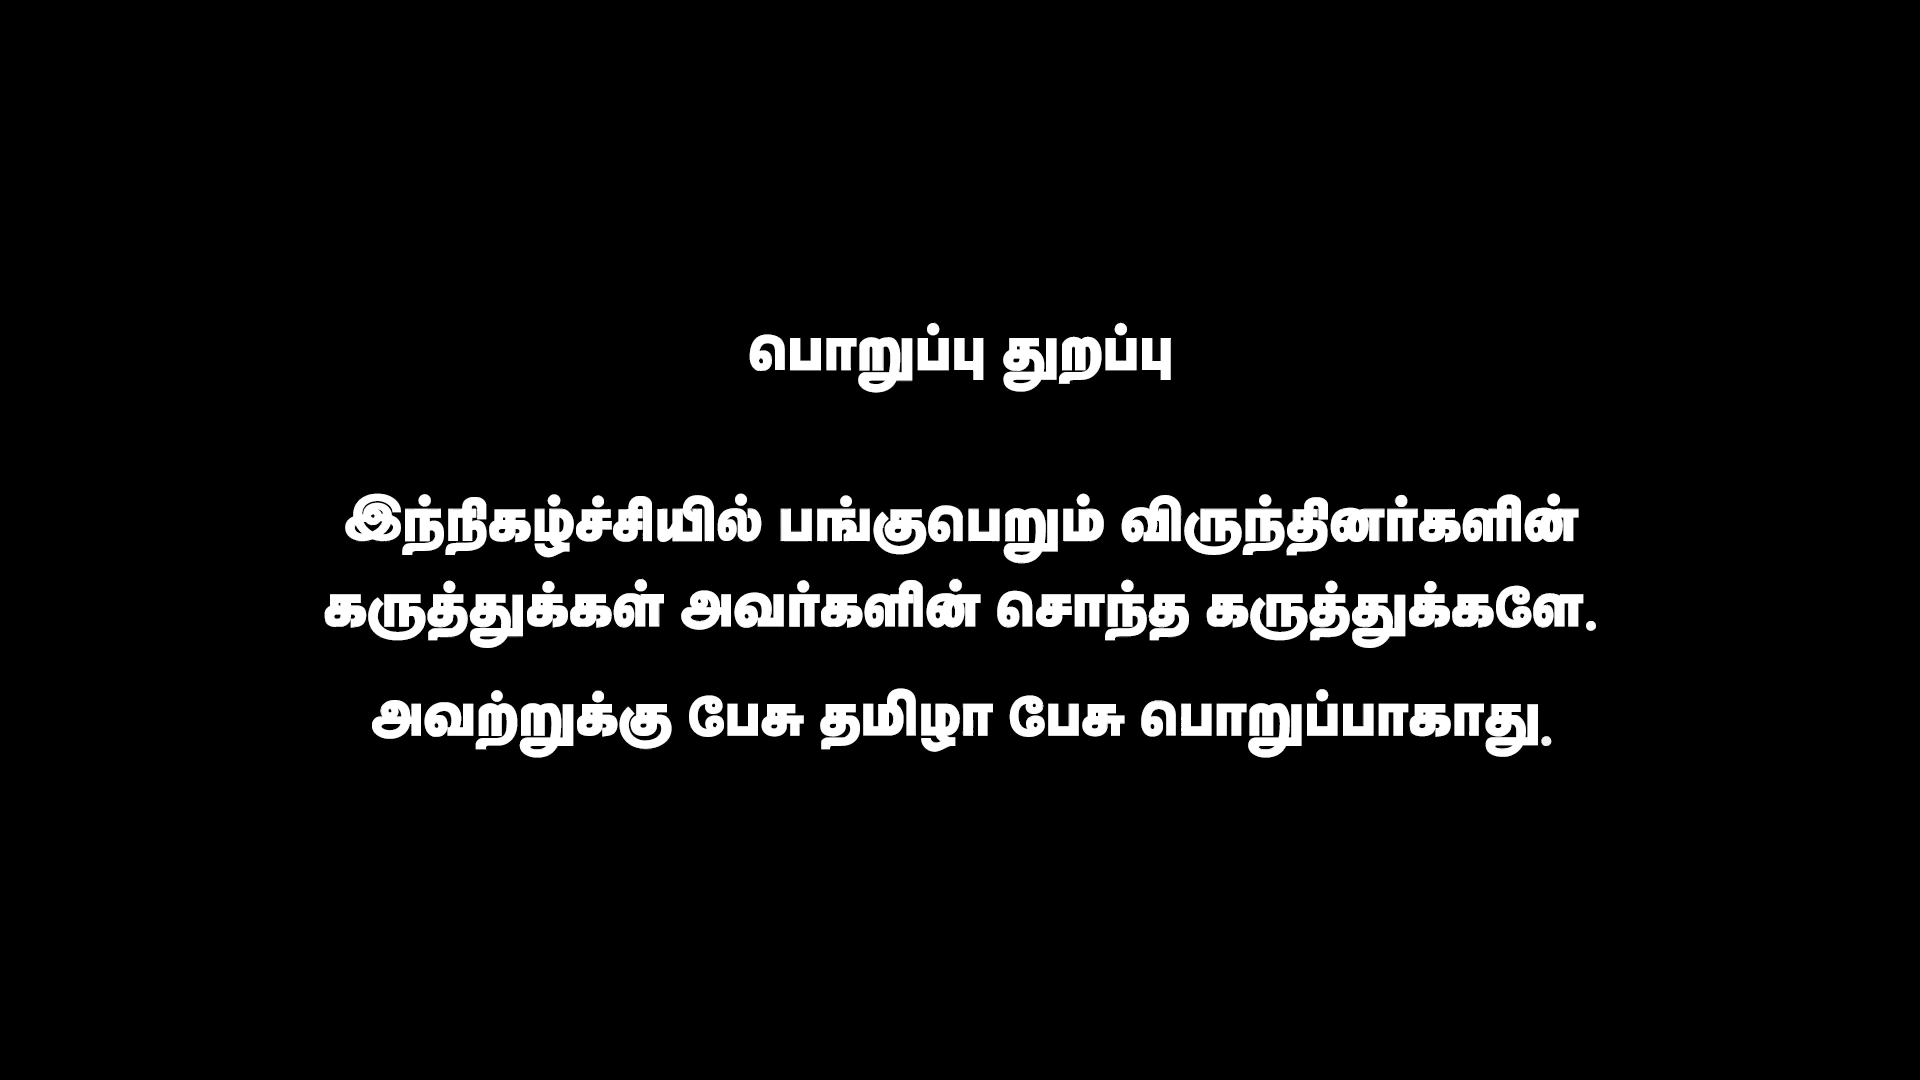 பொறுப்பு துறப்பு
இந்நிகழ்ச்சியில் பங்குபெறும் விருந்தினர்களின்
கருத்துக்கள் அவர்களின் சொந்த கருத்துக்களே.
அவற்றுக்கு பேசு தமிழா பேசு பொறுப்பாகாது.